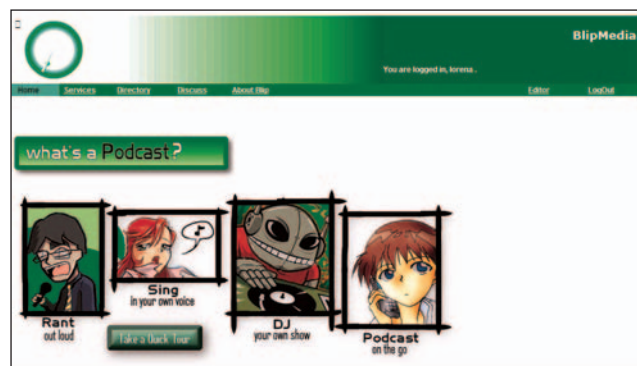 BlipMedia
You are logged in, lorena .
Home Services Directory Discuss About Blip Editor LogOut
what's a Podcast?
Rant
out loud
Sing
in your own voice
Take a Quick Tour
DJ
your own show
Podcast
on the go